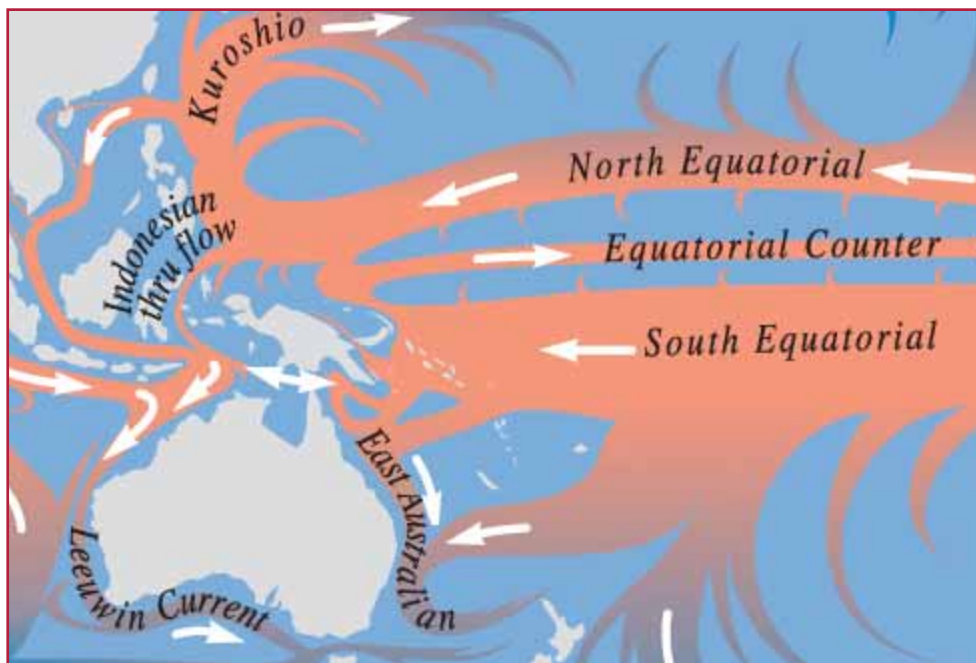 Kuroshio
North Equatorial
Indonesian
thru flow
Equatorial Counter
South Equatorial
East Australian
Leeuwin Current